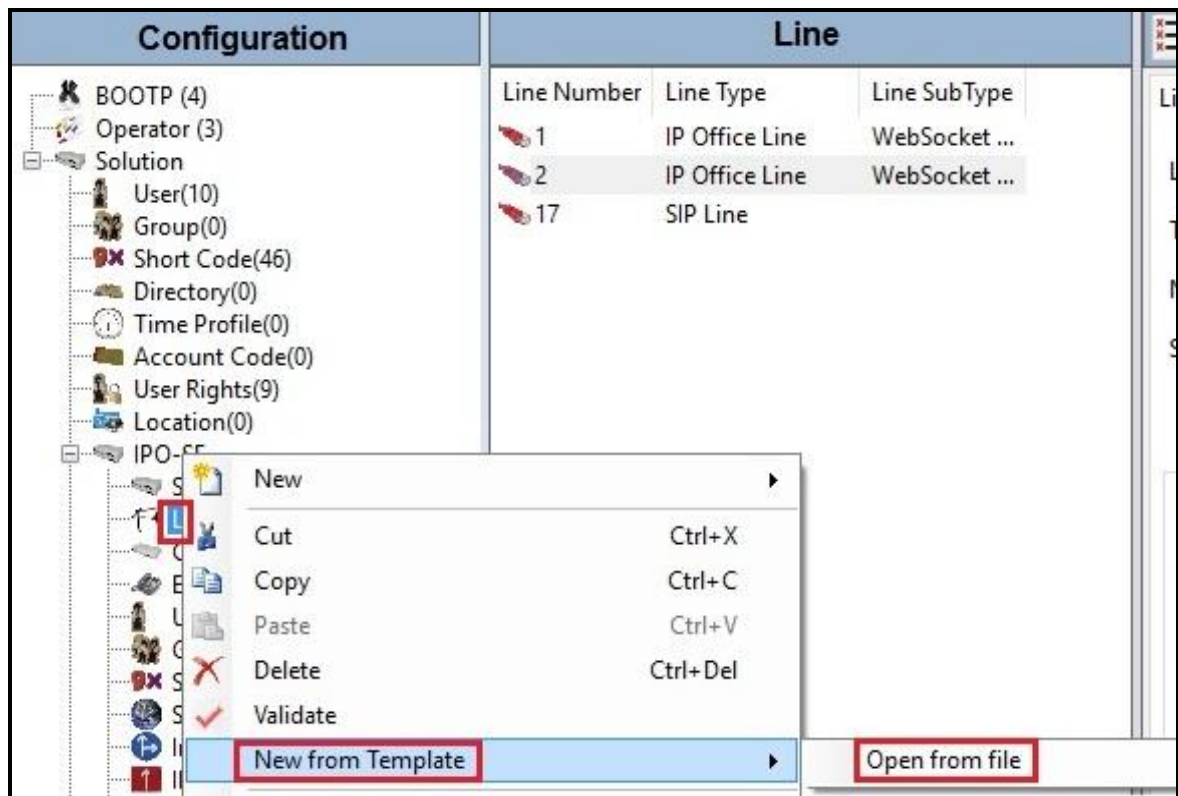 Configuration
BOOTP (4)
Operator (3)
Solution
User(10)
Group(0)
Short Code(46)
Directory(0)
Time Profile(0)
Account Code(0)
User Rights(9)
Location(0)
Line
Line Number Line Type Line SubType
1 IP Office Line WebSocket ...
2 IP Office Line WebSocket ...
17 SIP Line
New
Cut Ctrl+X
Copy Ctrl+C
Paste Ctrl+V
Delete Ctrl+Del
Validate
New from Template
Open from file